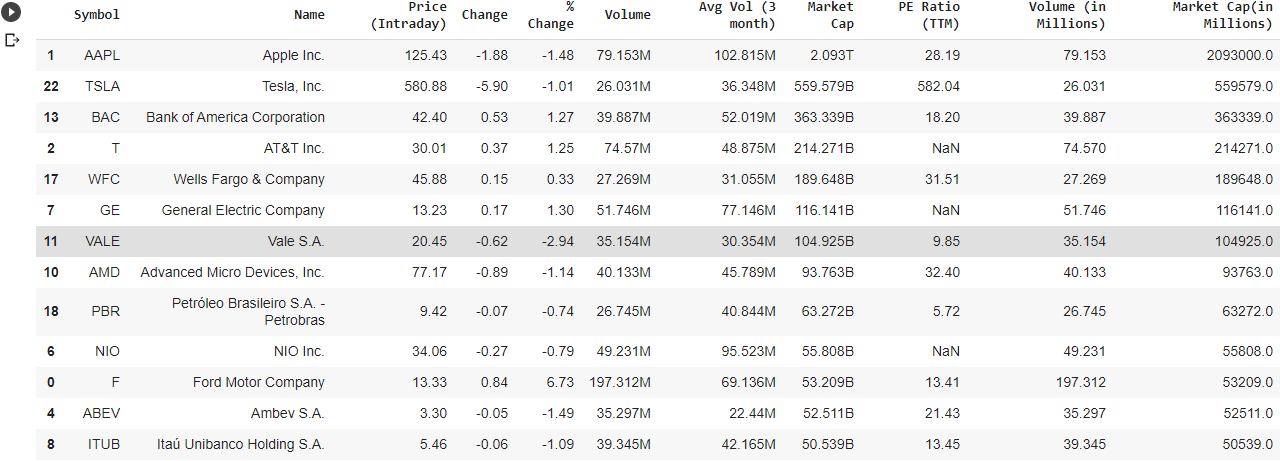 Symbol Name Price (Intraday) Change % Change Volume Avg Vol (3 month) Market Cap PE Ratio (TTM) Volume (in Millions) Market Cap(in Millions)
1 AAPL Apple Inc. 125.43 -1.88 -1.48 79.153M 102.815M 2.093T 28.19 79.153 2093000.0
22 TSLA Tesla, Inc. 580.88 -5.90 -1.01 26.031M 36.348M 559.579B 582.04 26.031 559579.0
13 BAC Bank of America Corporation 42.40 0.53 1.27 39.887M 52.019M 363.339B 18.20 39.887 363339.0
2 T AT&T Inc. 30.01 0.37 1.25 74.57M 48.875M 214.271B NaN 74.570 214271.0
17 WFC Wells Fargo & Company 45.88 0.15 0.33 27.269M 31.055M 189.648B 31.51 27.269 189648.0
7 GE General Electric Company 13.23 0.17 1.30 51.746M 77.146M 116.141B NaN 51.746 116141.0
11 VALE Vale S.A. 20.45 -0.62 -2.94 35.154M 30.354M 104.925B 9.85 35.154 104925.0
10 AMD Advanced Micro Devices, Inc. 77.17 -0.89 -1.14 40.133M 45.789M 93.763B 32.40 40.133 93763.0
18 PBR Petróleo Brasileiro S.A. - Petrobras 9.42 -0.07 -0.74 26.745M 40.844M 63.272B 5.72 26.745 63272.0
6 NIO NIO Inc. 34.06 -0.27 -0.79 49.231M 95.523M 55.808B NaN 49.231 55808.0
0 F Ford Motor Company 13.33 0.84 6.73 197.312M 69.136M 53.209B 13.41 197.312 53209.0
4 ABEV Ambev S.A. 3.30 -0.05 -1.49 35.297M 22.44M 52.511B 21.43 35.297 52511.0
8 ITUB Itaú Unibanco Holding S.A. 5.46 -0.06 -1.09 39.345M 42.165M 50.539B 13.45 39.345 50539.0